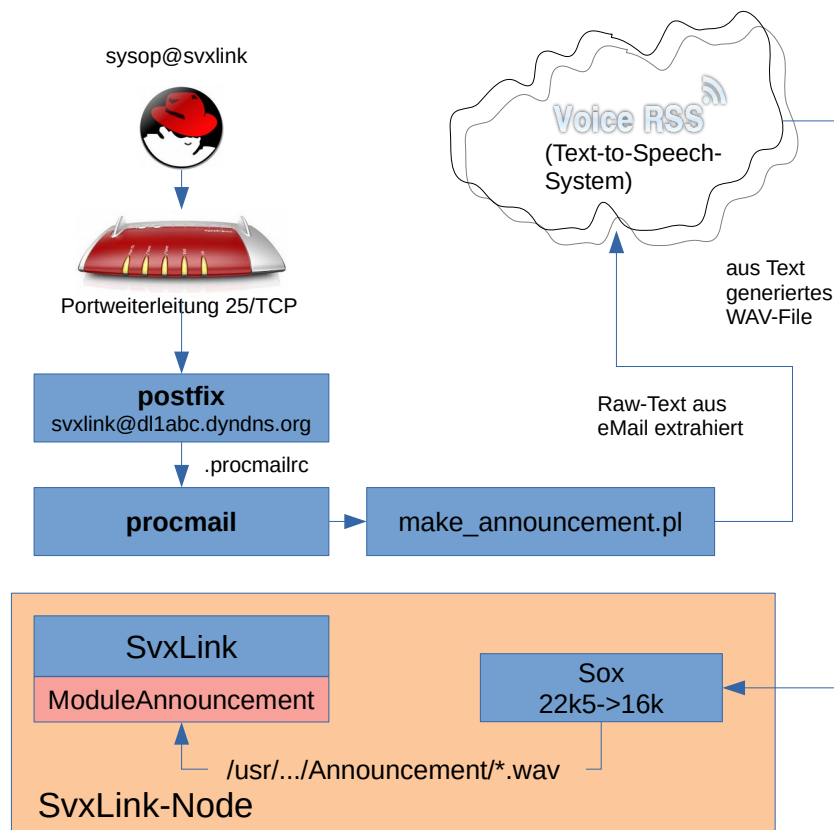 sysop@svxlink
Portweiterleitung 25/TCP
postfix
svxlink@dl1abc.dyndns.org
.procmailrc
procmail
make_announcement.pl
Raw-Text aus
eMail extrahiert
Voice RSS
(Text-to-Speech-
System)
aus Text
generiertes
WAV-File
Sox
22k5->16k
/usr/.../Announcement/*.wav
SvxLink
ModuleAnnouncement
SvxLink-Node